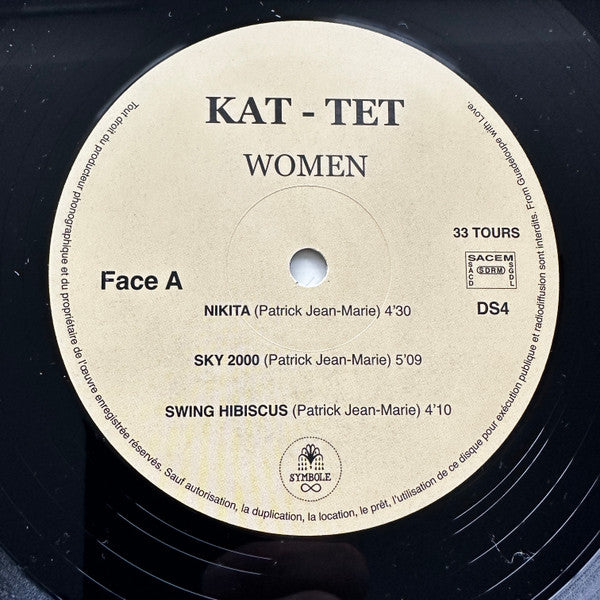 KAT - TET
WOMEN
33 TOURS
SACEM
SACD
SDRM
SGDL
Face A
DS4
NIKITA (Patrick Jean-Marie) 4'30
SKY 2000 (Patrick Jean-Marie) 5'09
SWING HIBISCUS (Patrick Jean-Marie) 4'10
SYMBOLE
Tout droit du producteur phonographique et du propriétaire de l'œuvre enregistrée réservés. Sauf autorisation, la duplication, la location, le prêt, l'utilisation de ce disque pour exécution publique et radiodiffusion sont interdits. From Guadeloupe with Love.